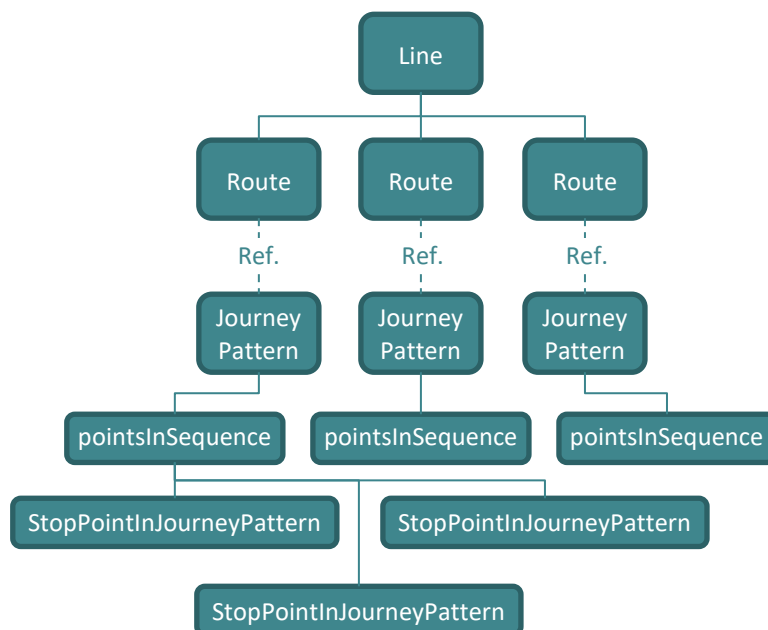 Line
Route
Route
Route
Ref.
Ref.
Ref.
Journey
Pattern
Journey
Pattern
Journey
Pattern
pointsInSequence
pointsInSequence
pointsInSequence
StopPointInJourneyPattern
StopPointInJourneyPattern
StopPointInJourneyPattern